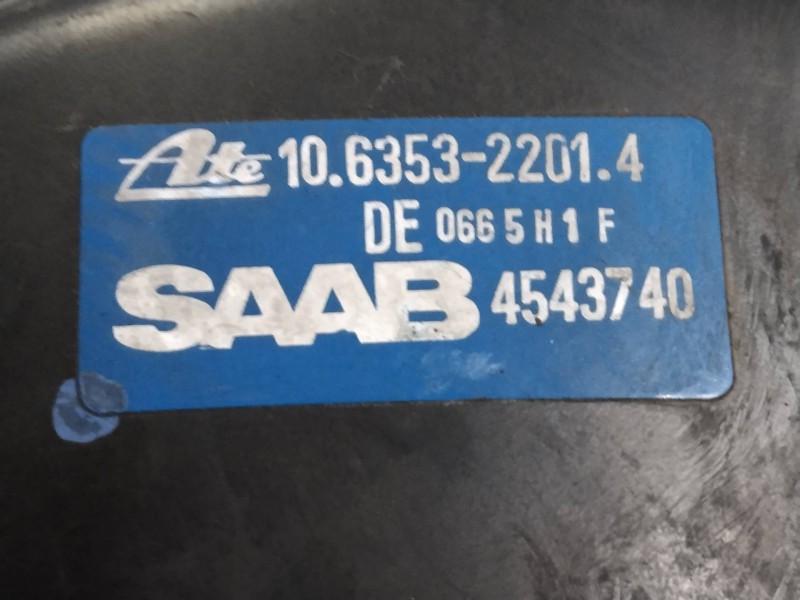 Ate 10.6353-2201.4
DE 066 5 H 1 F
SAAB 4543740